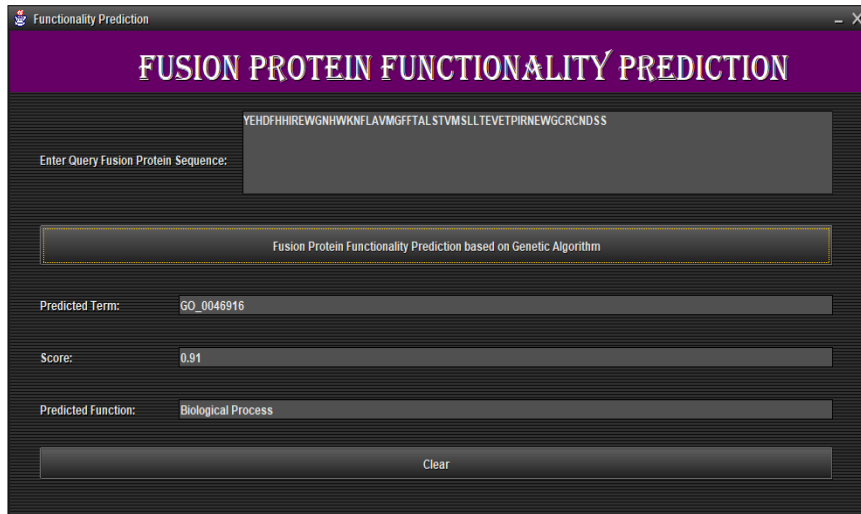 Functionality Prediction
FUSION PROTEIN FUNCTIONALITY PREDICTION
Enter Query Fusion Protein Sequence:
YEHDFHHIREWGNHWKNFLAVMGFFTALSTVMSLLTEVETPIRNEWGCRCNDSS
Fusion Protein Functionality Prediction based on Genetic Algorithm
Predicted Term: GO_0046916
Score: 0.91
Predicted Function: Biological Process
Clear